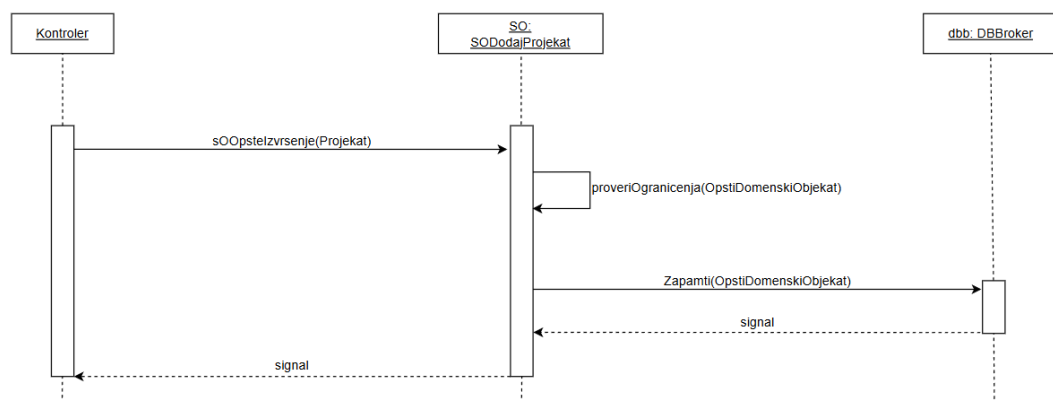 Kontroler
SO:
SODodajProjekat
dbb: DBBroker
sOOpsteIzvrsenje(Projekat)
proveriOgranicenja(OpstiDomenskiObjekat)
Zapamti(OpstiDomenskiObjekat)
signal
signal